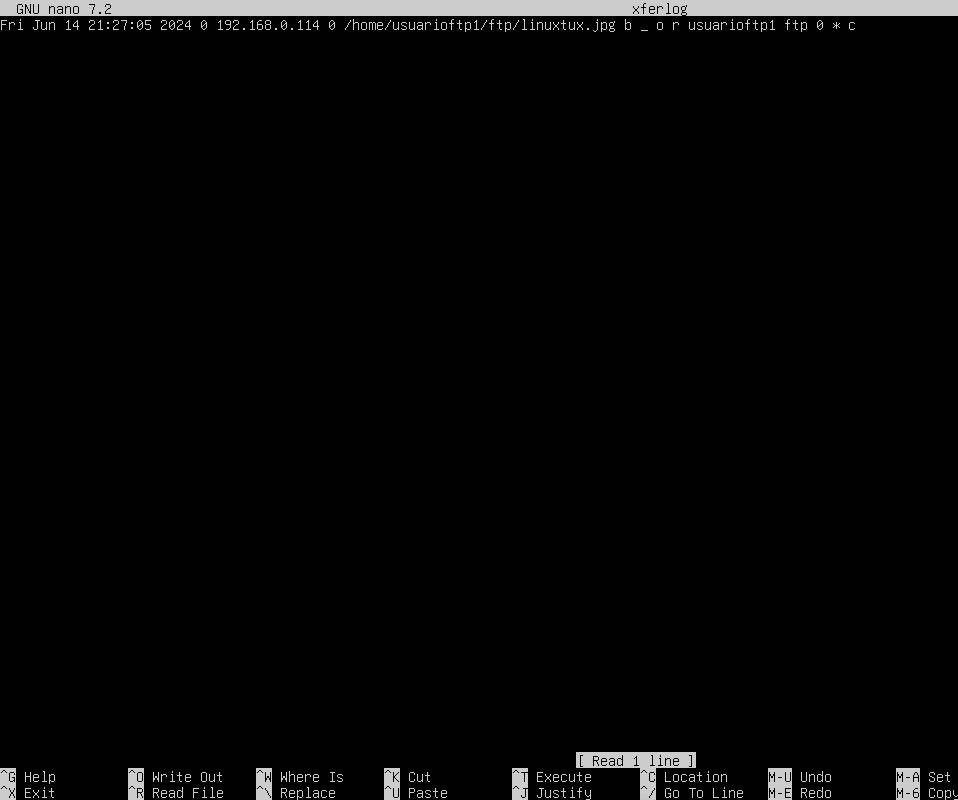 GNU nano 7.2 xferlog
Fri Jun 14 21:27:05 2024 0 192.168.0.114 0 /home/usuarioftp1/ftp/linuxtux.jpg b _ o r usuarioftp1 ftp 0 * c
[ Read 1 line ]
^G Help ^O Write Out ^W Where Is ^K Cut ^T Execute ^C Location M-U Undo M-A Set
^X Exit ^R Read File ^\ Replace ^U Paste ^J Justify ^/ Go To Line M-E Redo M-6 Copy